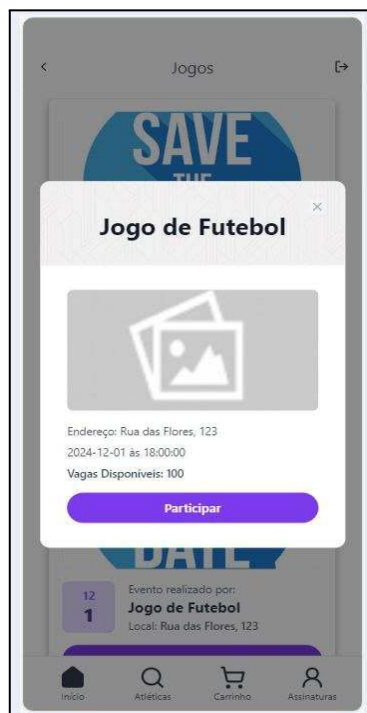 Jogos
SAVE
THE
Jogo de Futebol
Endereço: Rua das Flores, 123
2024-12-01 às 18:00:00
Vagas Disponíveis: 100
Participar
DATE
12
1
Evento realizado por:
Jogo de Futebol
Local: Rua das Flores, 123
Início
Atléticas
Carrinho
Assinaturas